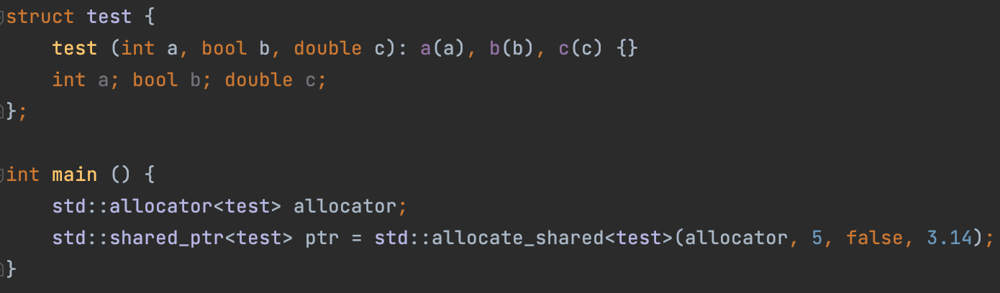 struct test {
    test (int a, bool b, double c): a(a), b(b), c(c) {}
    int a; bool b; double c;
};

int main () {
    std::allocator<test> allocator;
    std::shared_ptr<test> ptr = std::allocate_shared<test>(allocator, 5, false, 3.14);
}